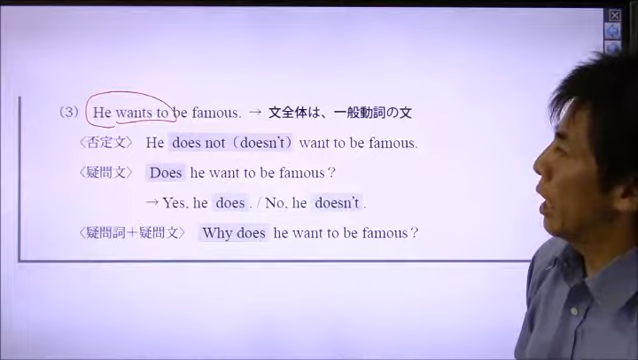 (3) He wants to be famous. → 文全体は、一般動詞の文
〈否定文〉 He does not（doesn't）want to be famous.
〈疑問文〉 Does he want to be famous？
→ Yes, he does . / No, he doesn't .
〈疑問詞＋疑問文〉 Why does he want to be famous？